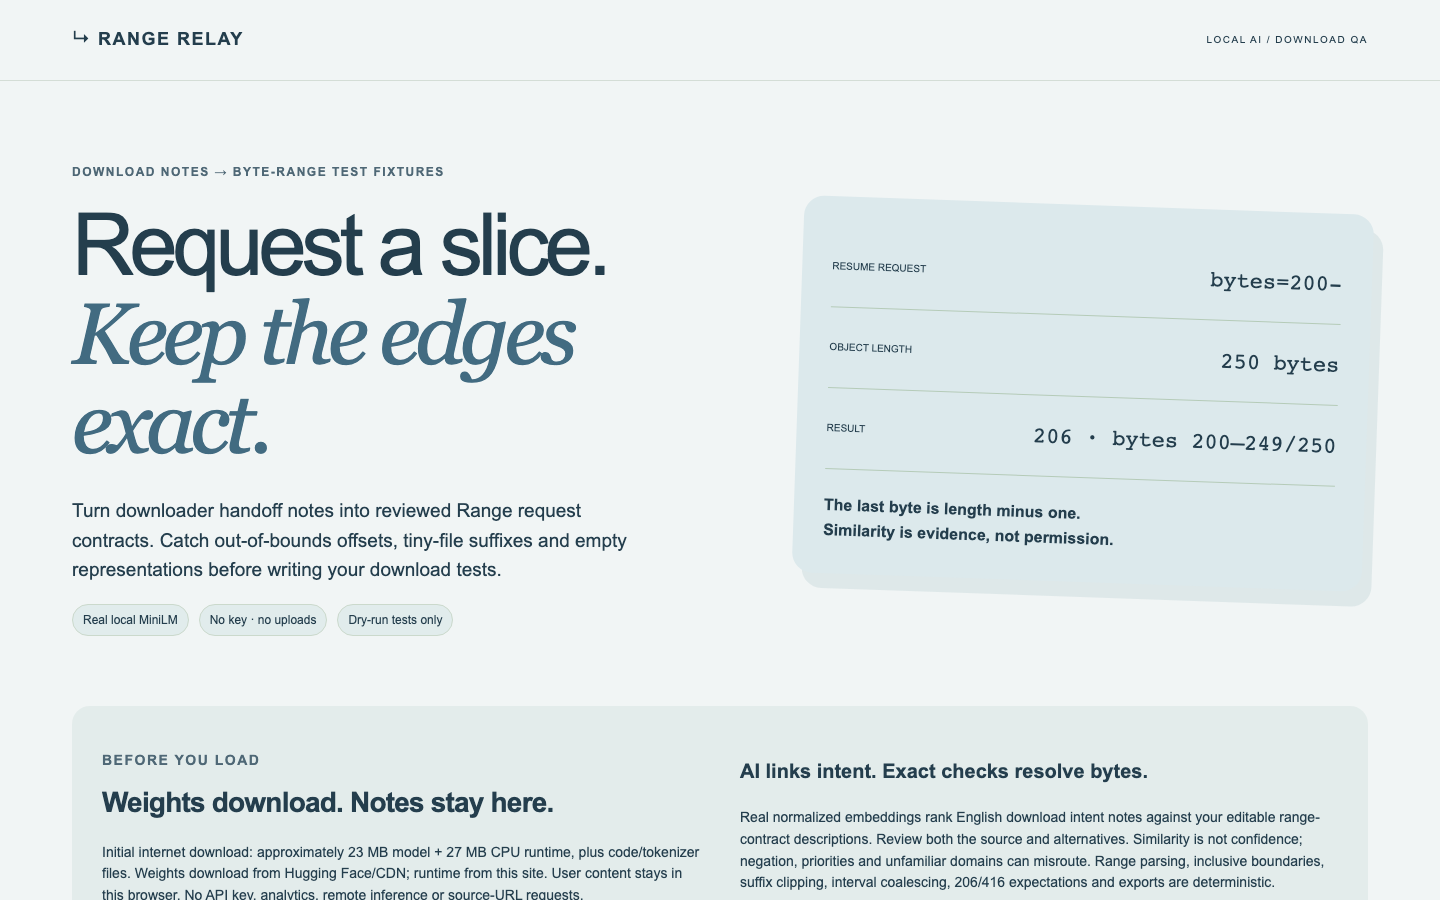 ↳ RANGE RELAY
LOCAL AI / DOWNLOAD QA
DOWNLOAD NOTES → BYTE-RANGE TEST FIXTURES
Request a slice.
Keep the edges
exact.
Turn downloader handoff notes into reviewed Range request
contracts. Catch out-of-bounds offsets, tiny-file suffixes and empty
representations before writing your download tests.
Real local MiniLM
No key · no uploads
Dry-run tests only
RESUME REQUEST
bytes=200–
OBJECT LENGTH
250 bytes
RESULT
206 · bytes 200–249/250
The last byte is length minus one.
Similarity is evidence, not permission.
BEFORE YOU LOAD
Weights download. Notes stay here.
Initial internet download: approximately 23 MB model + 27 MB CPU runtime, plus code/tokenizer
files. Weights download from Hugging Face/CDN; runtime from this site. User content stays in
this browser. No API key, analytics, remote inference or source-URL requests.
AI links intent. Exact checks resolve bytes.
Real normalized embeddings rank English download intent notes against your editable range-
contract descriptions. Review both the source and alternatives. Similarity is not confidence;
negation, priorities and unfamiliar domains can misroute. Range parsing, inclusive boundaries,
suffix clipping, interval coalescing, 206/416 expectations and exports are deterministic.